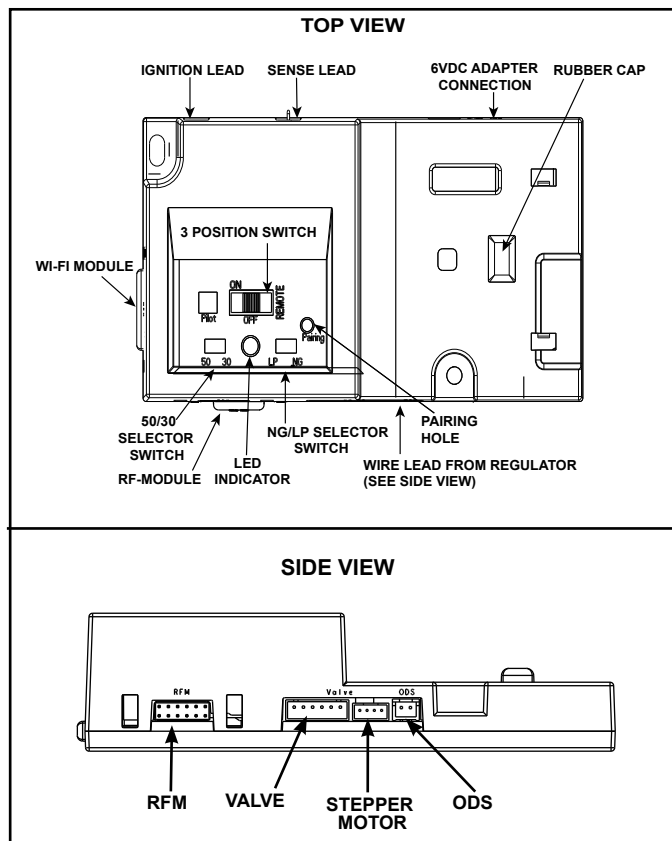 TOP VIEW
IGNITION LEAD
SENSE LEAD
6VDC ADAPTER
CONNECTION
RUBBER CAP
3 POSITION SWITCH
WI-FI MODULE
ON
OFF
REMOTE
Pilot
Pairing
50 30
LP NG
50/30
SELECTOR
SWITCH
RF-MODULE
LED
INDICATOR
NG/LP SELECTOR
SWITCH
PAIRING
HOLE
WIRE LEAD FROM REGULATOR
(SEE SIDE VIEW)
SIDE VIEW
RFM
Valve
ODS
RFM
VALVE
STEPPER
MOTOR
ODS